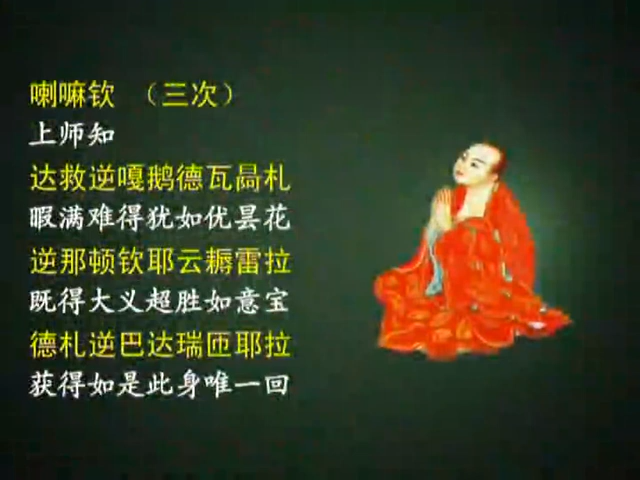 喇嘛钦 （三次）
上师知
达救逆嘎鹅德瓦咼札
暇满难得犹如优昙花
逆那顿钦耶云耨雷拉
既得大义超胜如意宝
德札逆巴达瑞匝耶拉
获得如是此身唯一回